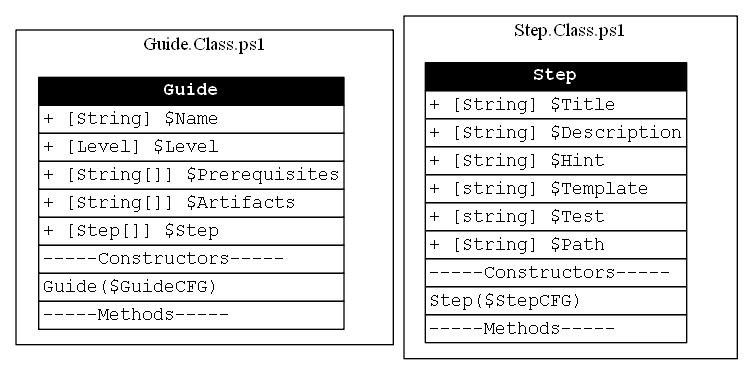 Guide.Class.ps1
Guide
+ [String] $Name
+ [Level] $Level
+ [String[]] $Prerequisites
+ [String[]] $Artifacts
+ [Step[]] $Step
-----Constructors-----
Guide($GuideCFG)
-----Methods-----
Step.Class.ps1
Step
+ [String] $Title
+ [String] $Description
+ [String] $Hint
+ [String] $Template
+ [string] $Test
+ [String] $Path
-----Constructors-----
Step($StepCFG)
-----Methods-----